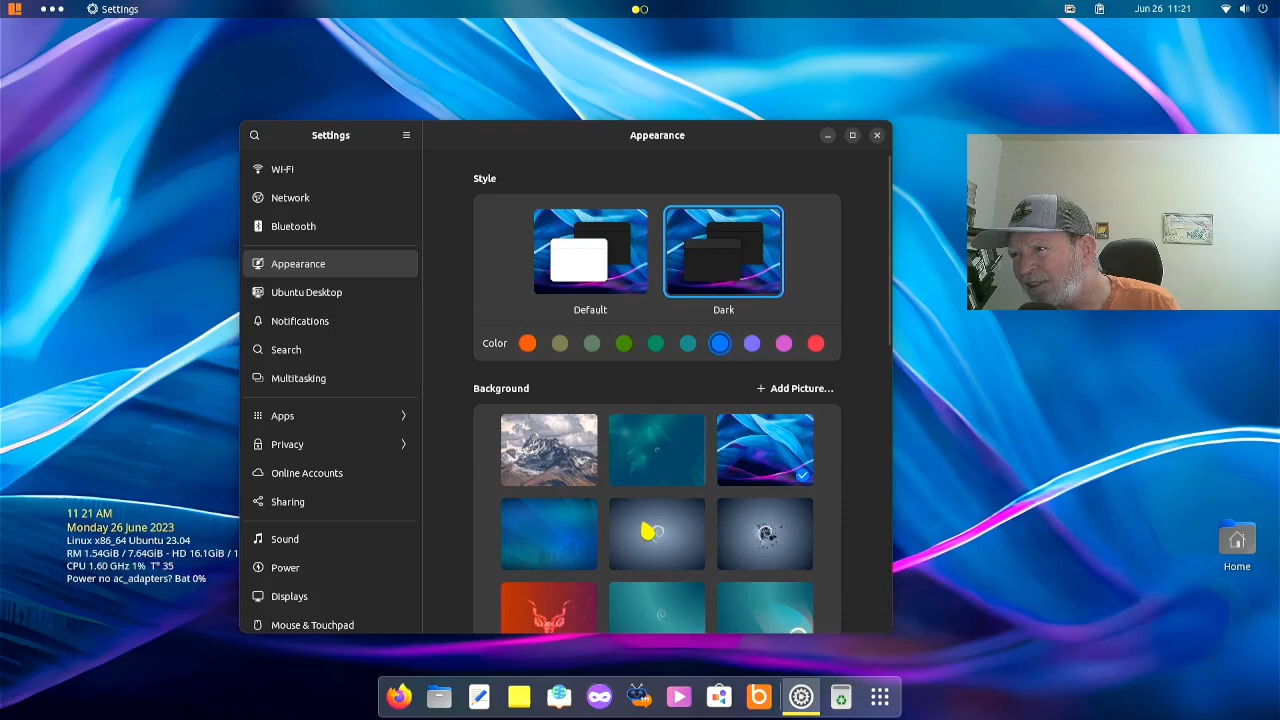 Settings
Jun 26 11:21
Settings
Appearance
Wi-Fi
Network
Bluetooth
Appearance
Ubuntu Desktop
Notifications
Search
Multitasking
Apps
Privacy
Online Accounts
Sharing
Sound
Power
Displays
Mouse & Touchpad
Style
Default
Dark
Color
Background
+ Add Picture…
11 21 AM
Monday 26 June 2023
Linux x86_64 Ubuntu 23.04
RM 1.54GiB / 7.64GiB - HD 16.1GiB / 1
CPU 1.60 GHz 1% T° 35
Power no ac_adapters? Bat 0%
Home